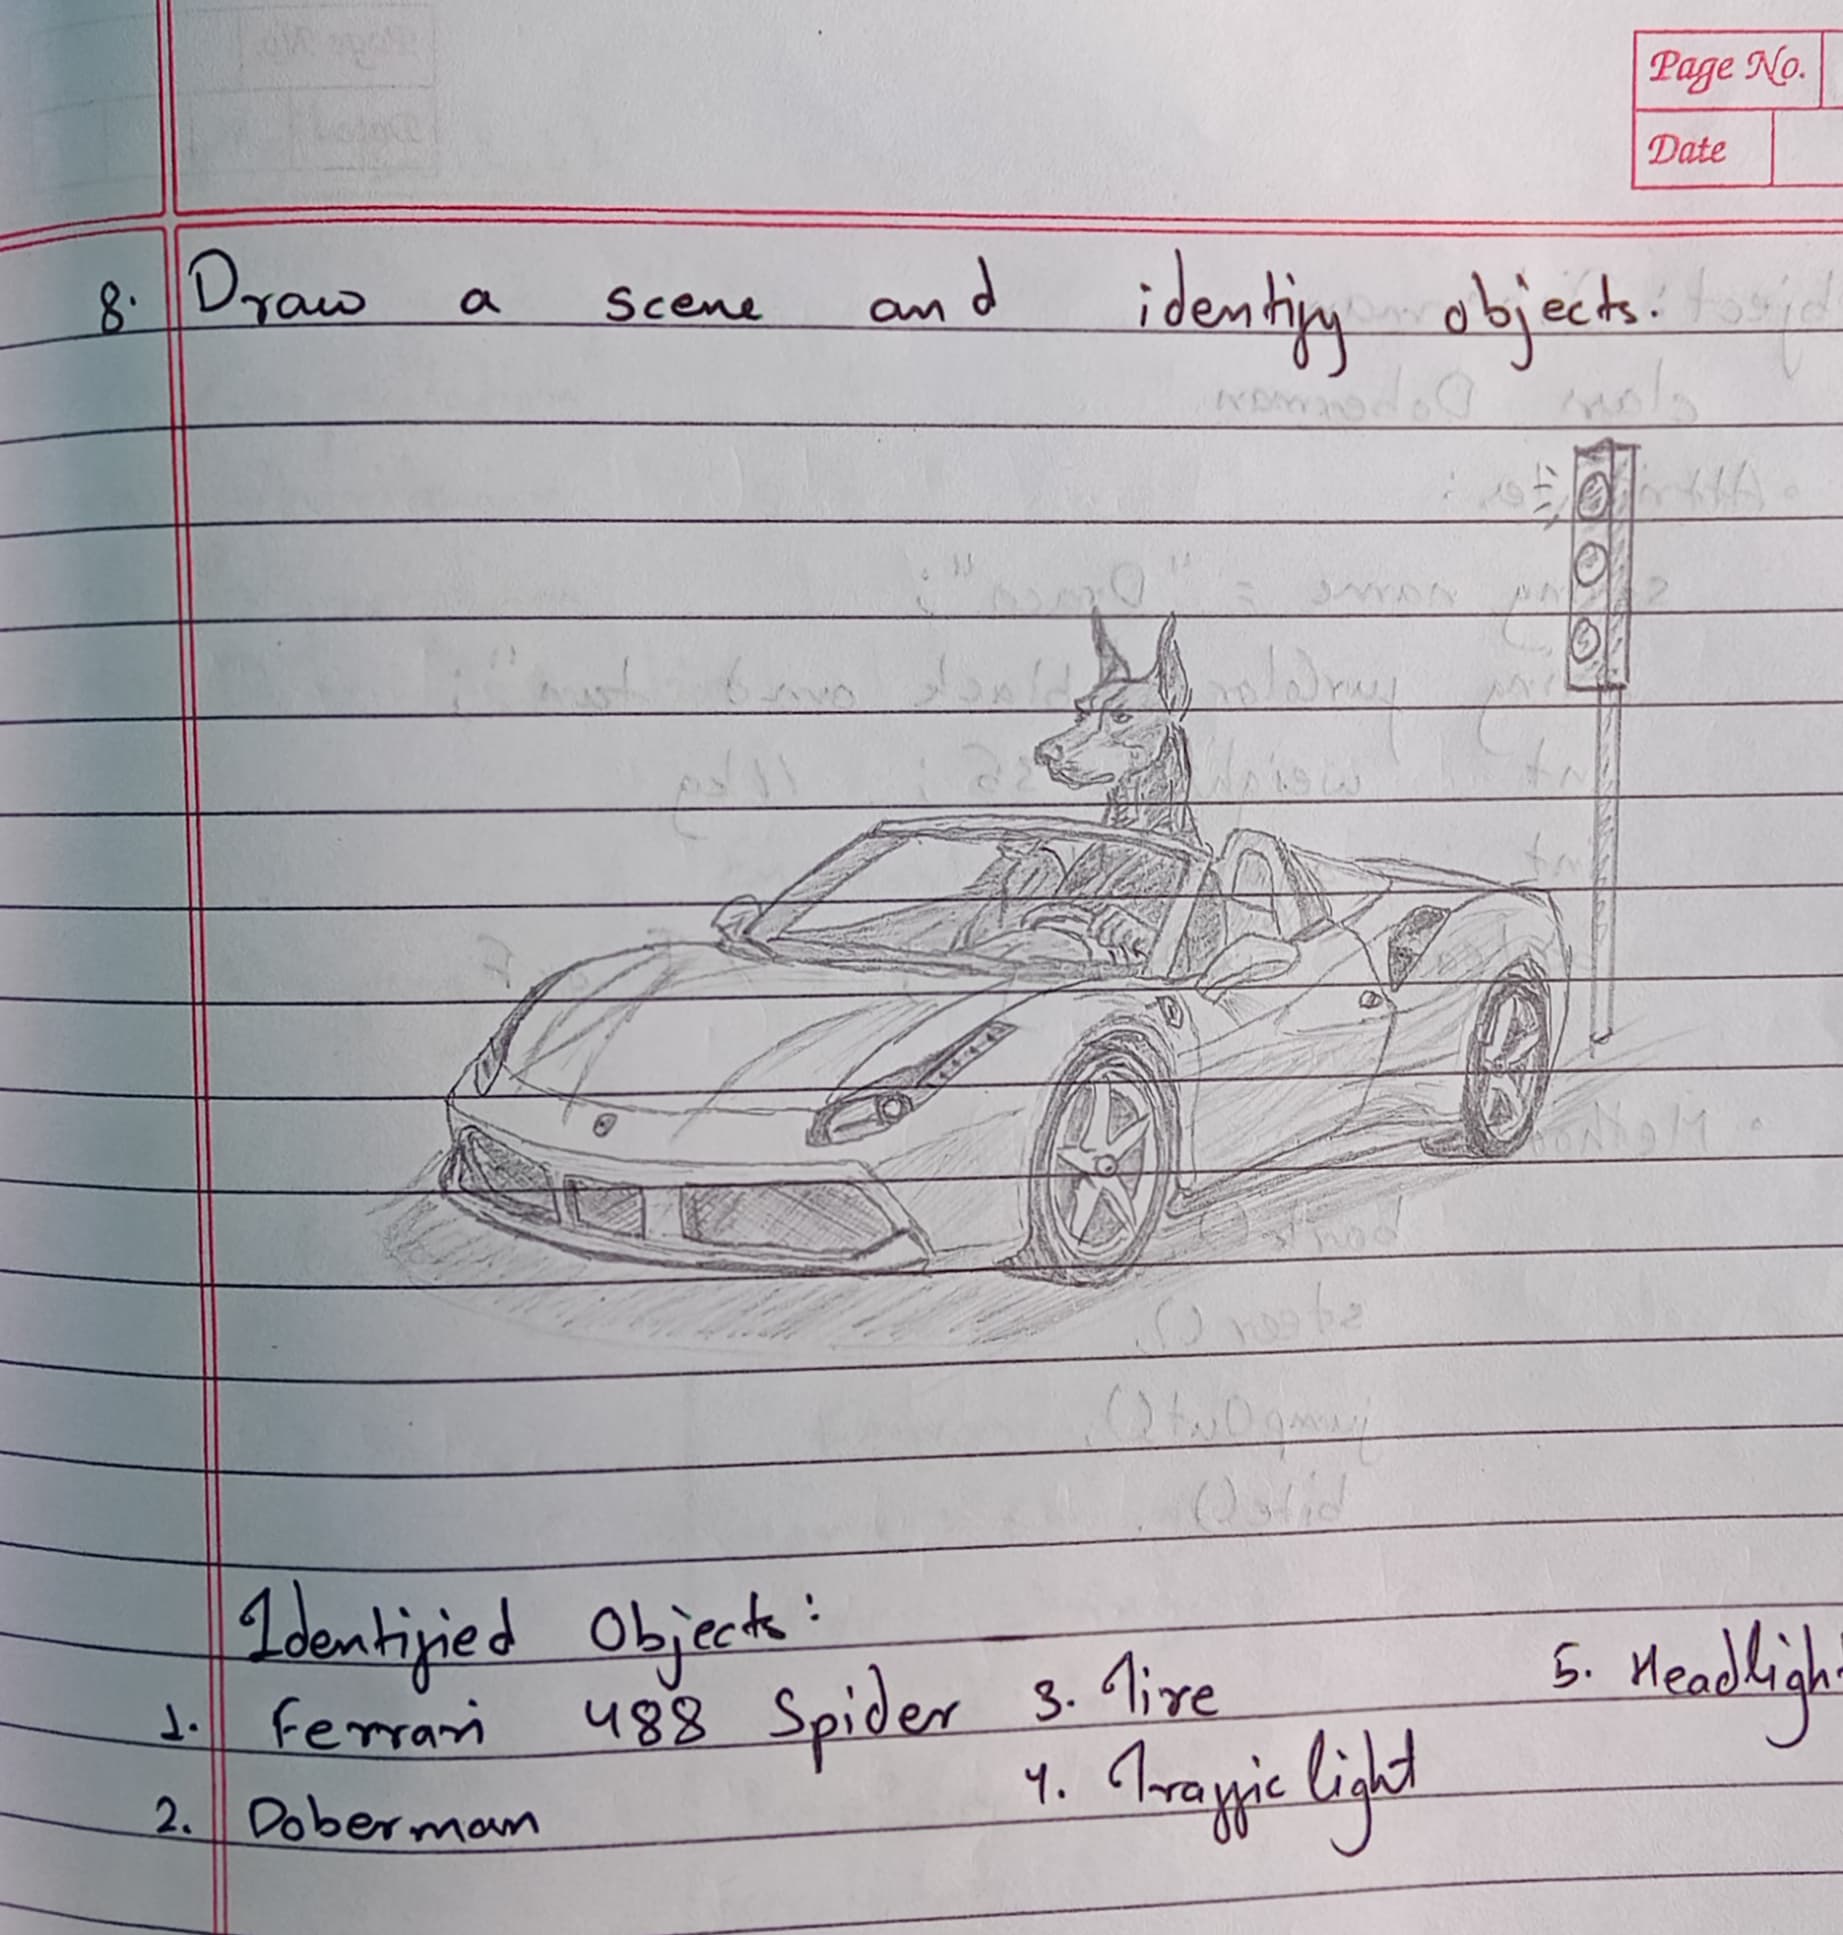 Page No.
Date
8. Draw a scene and identify objects.
Identified Objects:
1. Ferrari 488 Spider 3. Tire 5. Headligh
2. Doberman 4. Traffic light